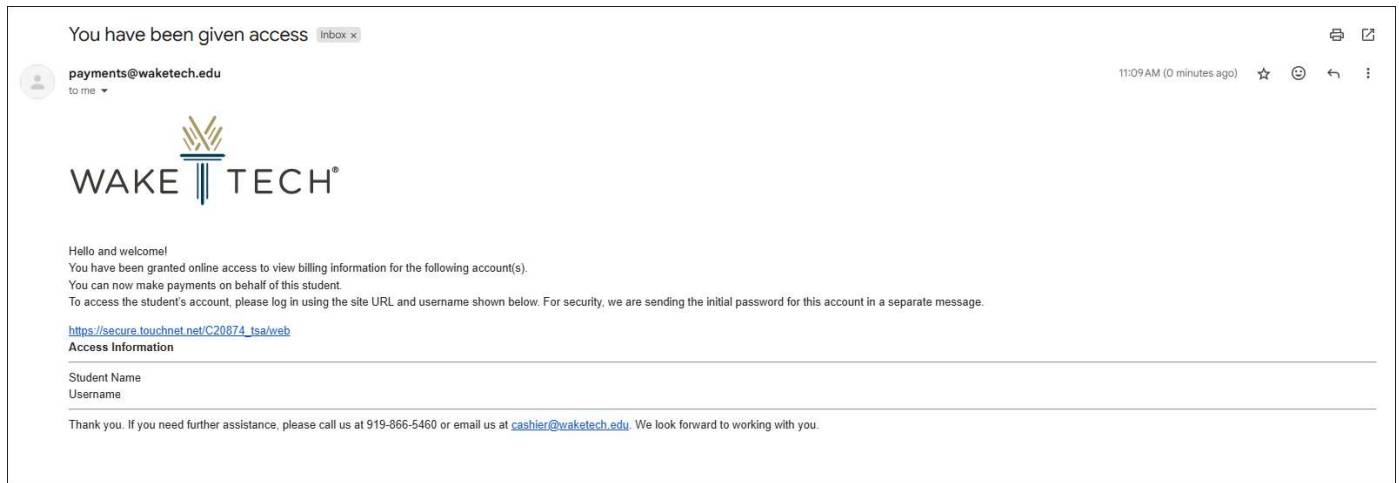 You have been given access Inbox x
payments@waketech.edu 11:09 AM (0 minutes ago)
to me
WAKE TECH®
Hello and welcome!
You have been granted online access to view billing information for the following account(s).
You can now make payments on behalf of this student.
To access the student's account, please log in using the site URL and username shown below. For security, we are sending the initial password for this account in a separate message.
https://secure.touchnet.net/C20874_tsa/web
Access Information
Student Name
Username
Thank you. If you need further assistance, please call us at 919-866-5460 or email us at cashier@waketech.edu. We look forward to working with you.